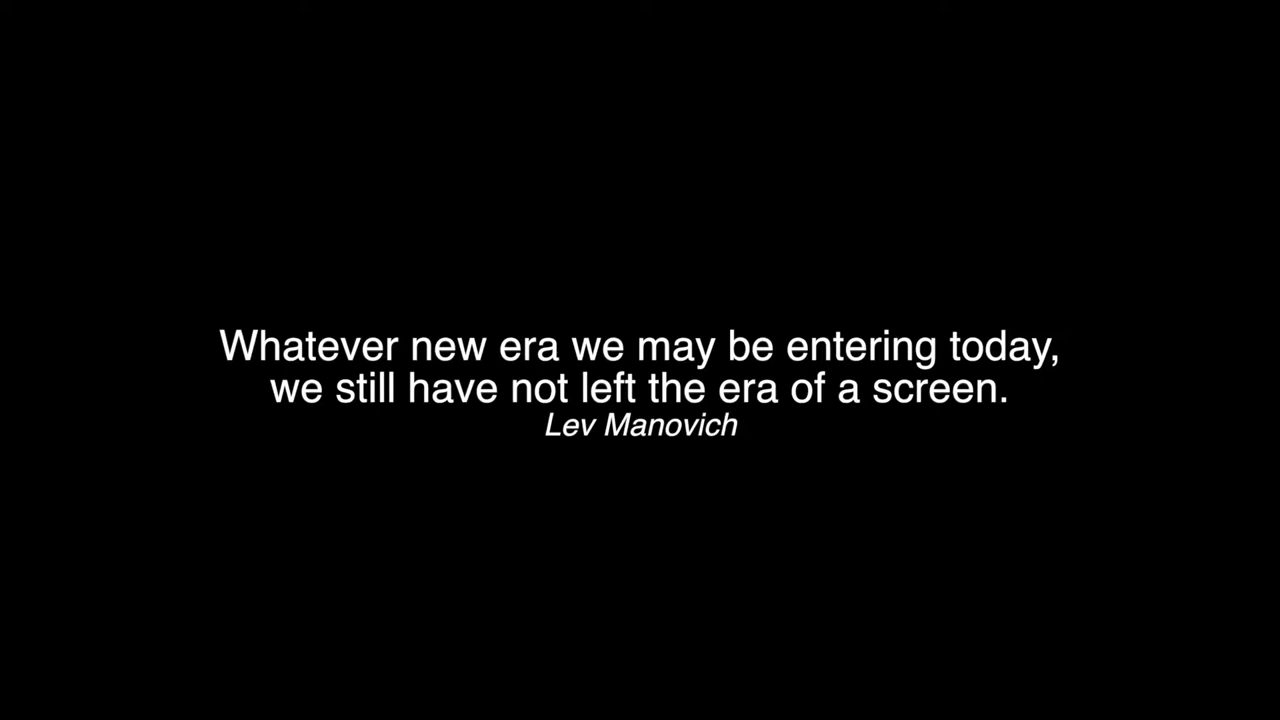 Whatever new era we may be entering today,
we still have not left the era of a screen.
Lev Manovich